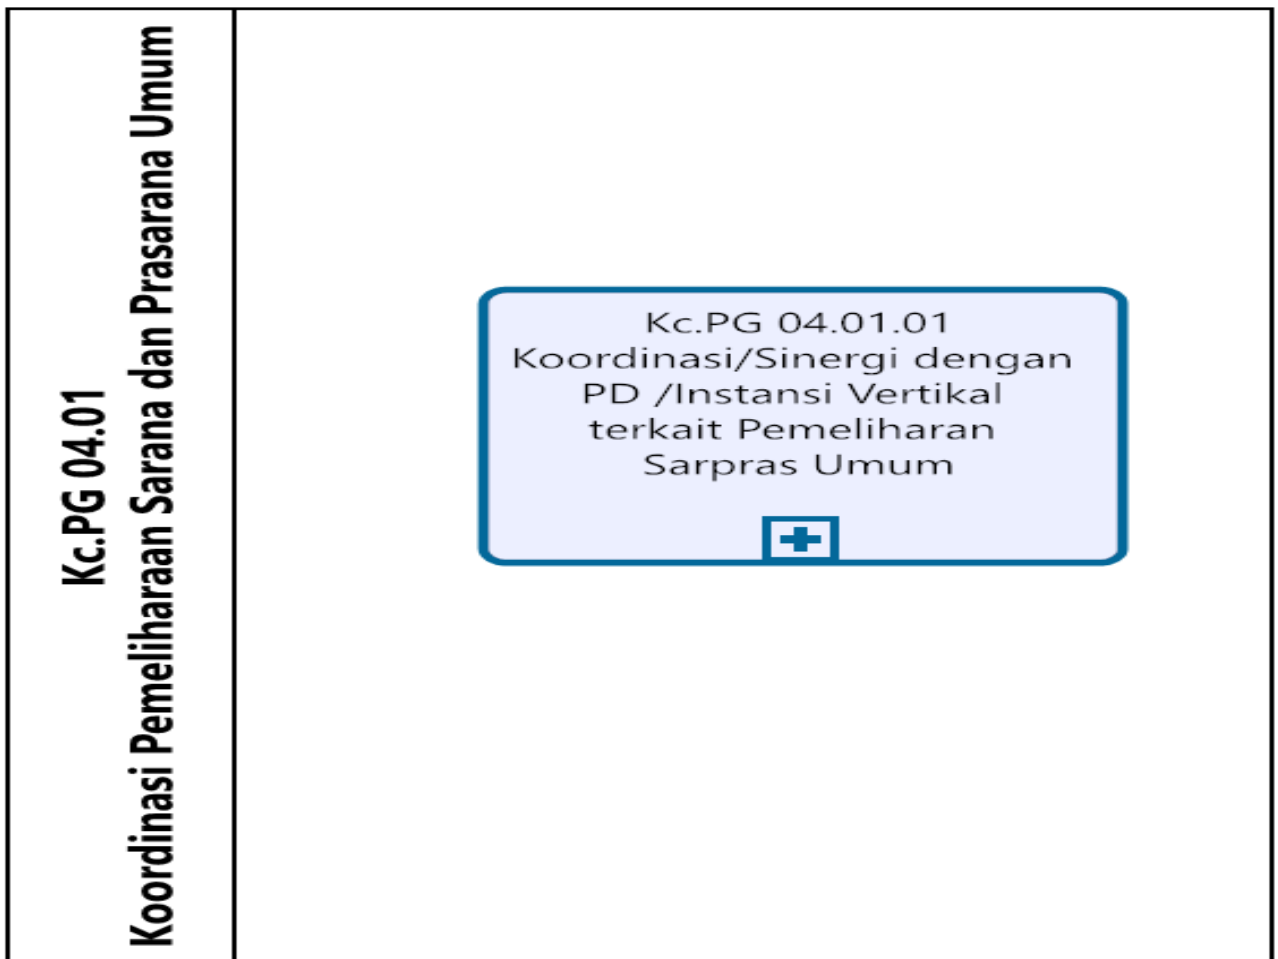 Kc.PG 04.01
Koordinasi Pemeliharaan Sarana dan Prasarana Umum
Kc.PG 04.01.01
Koordinasi/Sinergi dengan
PD /Instansi Vertikal
terkait Pemeliharan
Sarpras Umum